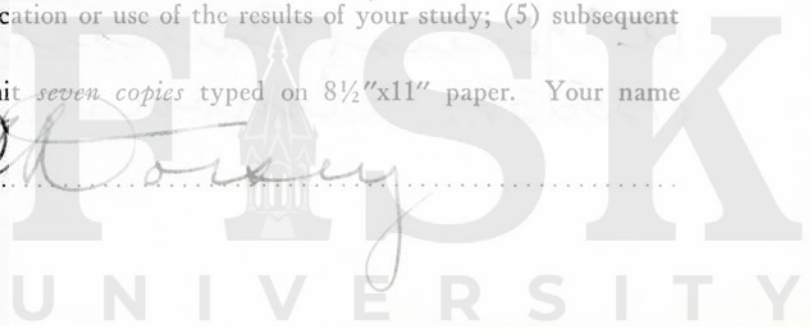 cation or use of the results of your study; (5) subsequent
it seven copies typed on 8½"x11" paper. Your name
Dorsey
FISK
UNIVERSITY